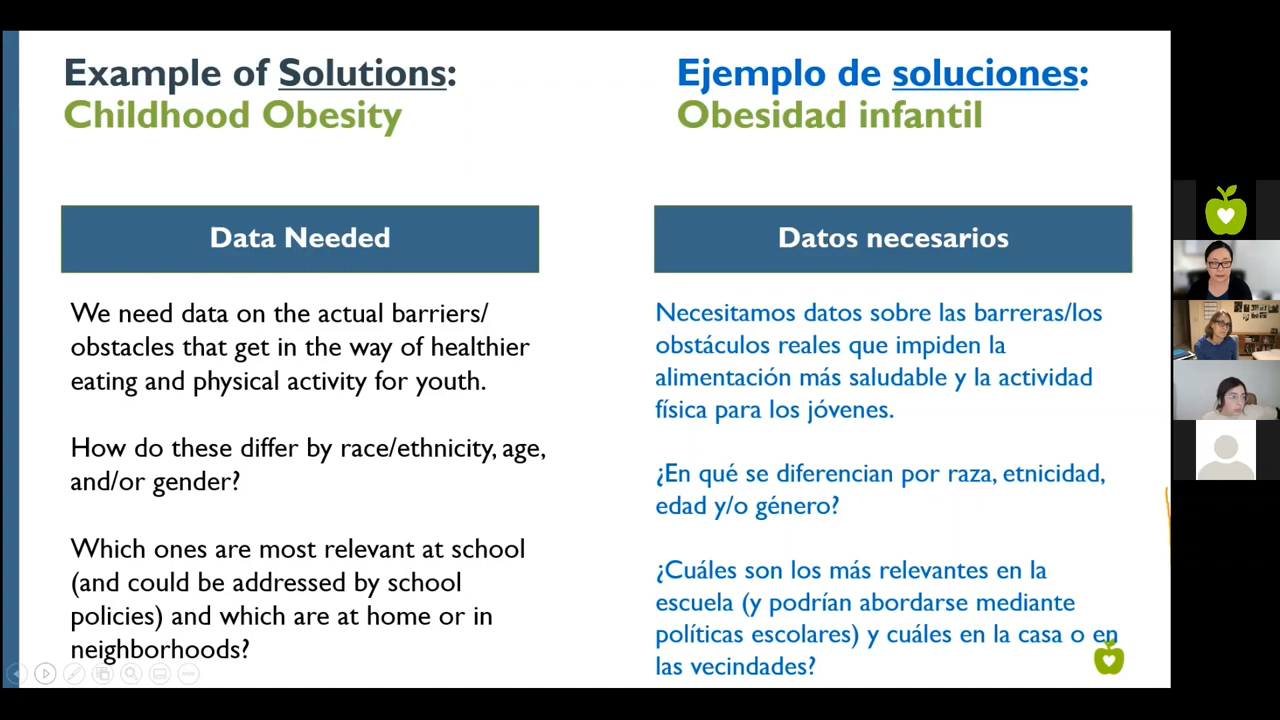 Example of Solutions:
Childhood Obesity
Data Needed
We need data on the actual barriers/
obstacles that get in the way of healthier
eating and physical activity for youth.
How do these differ by race/ethnicity, age,
and/or gender?
Which ones are most relevant at school
(and could be addressed by school
policies) and which are at home or in
neighborhoods?
Ejemplo de soluciones:
Obesidad infantil
Datos necesarios
Necesitamos datos sobre las barreras/los
obstáculos reales que impiden la
alimentación más saludable y la actividad
física para los jóvenes.
¿En qué se diferencian por raza, etnicidad,
edad y/o género?
¿Cuáles son los más relevantes en la
escuela (y podrían abordarse mediante
políticas escolares) y cuáles en la casa o en
las vecindades?